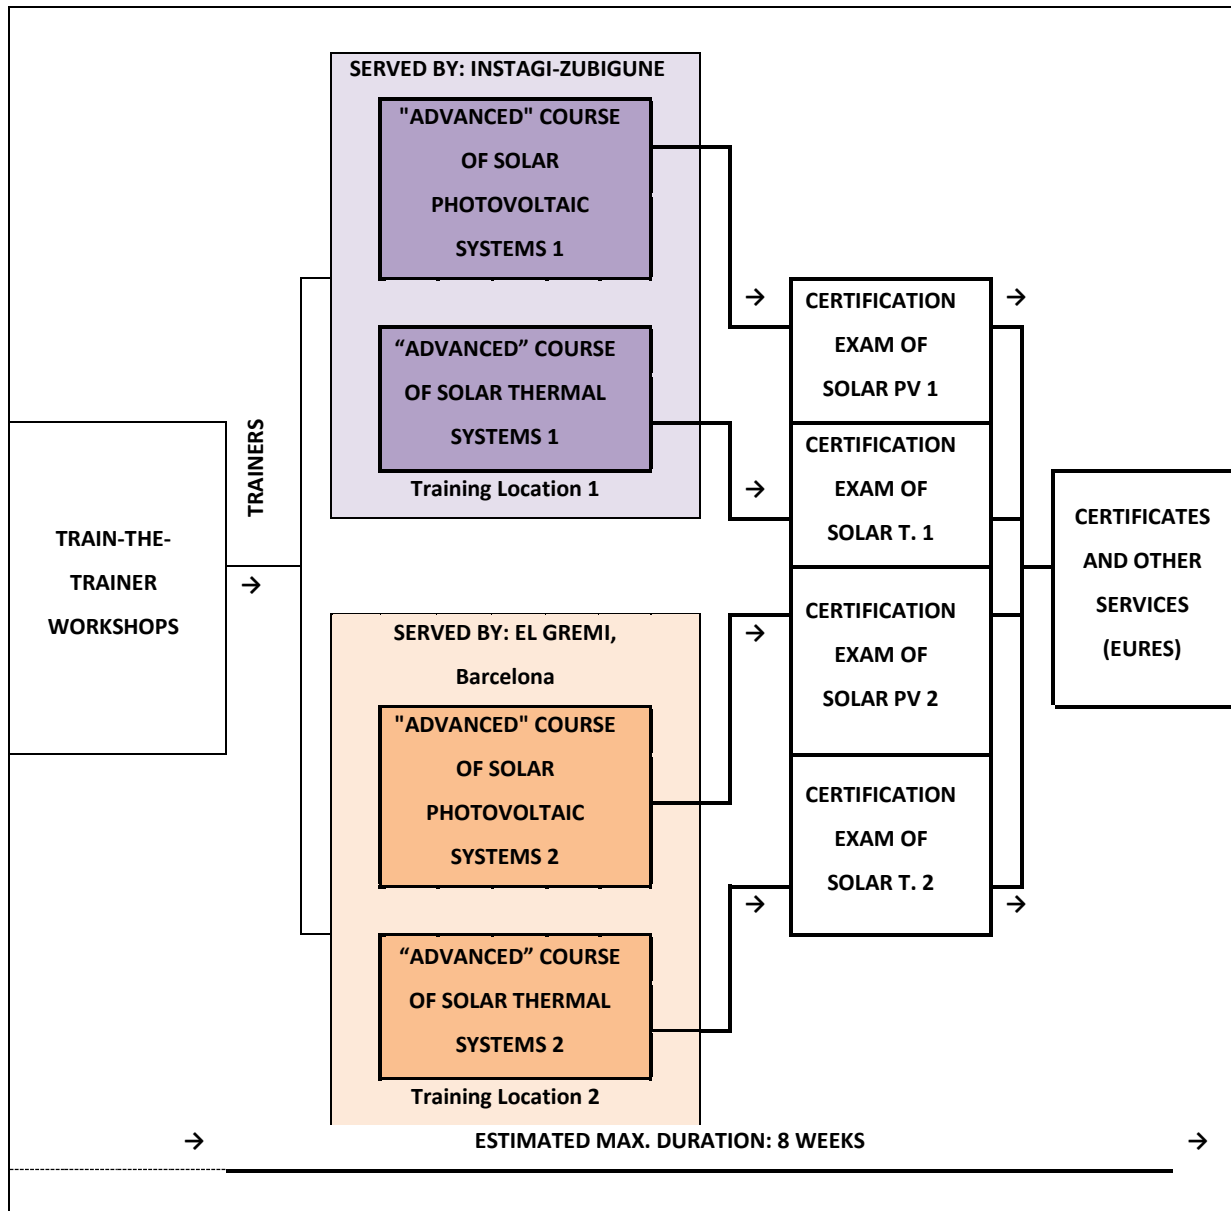 TRAIN-THE-
TRAINER
WORKSHOPS
TRAINERS
→
SERVED BY: INSTAGI-ZUBIGUNE
"ADVANCED" COURSE
OF SOLAR
PHOTOVOLTAIC
SYSTEMS 1
“ADVANCED” COURSE
OF SOLAR THERMAL
SYSTEMS 1
Training Location 1
SERVED BY: EL GREMI,
Barcelona
"ADVANCED" COURSE
OF SOLAR
PHOTOVOLTAIC
SYSTEMS 2
“ADVANCED” COURSE
OF SOLAR THERMAL
SYSTEMS 2
Training Location 2
→
→
→
→
CERTIFICATION
EXAM OF
SOLAR PV 1
CERTIFICATION
EXAM OF
SOLAR T. 1
CERTIFICATION
EXAM OF
SOLAR PV 2
CERTIFICATION
EXAM OF
SOLAR T. 2
→
→
CERTIFICATES
AND OTHER
SERVICES
(EURES)
→ ESTIMATED MAX. DURATION: 8 WEEKS →